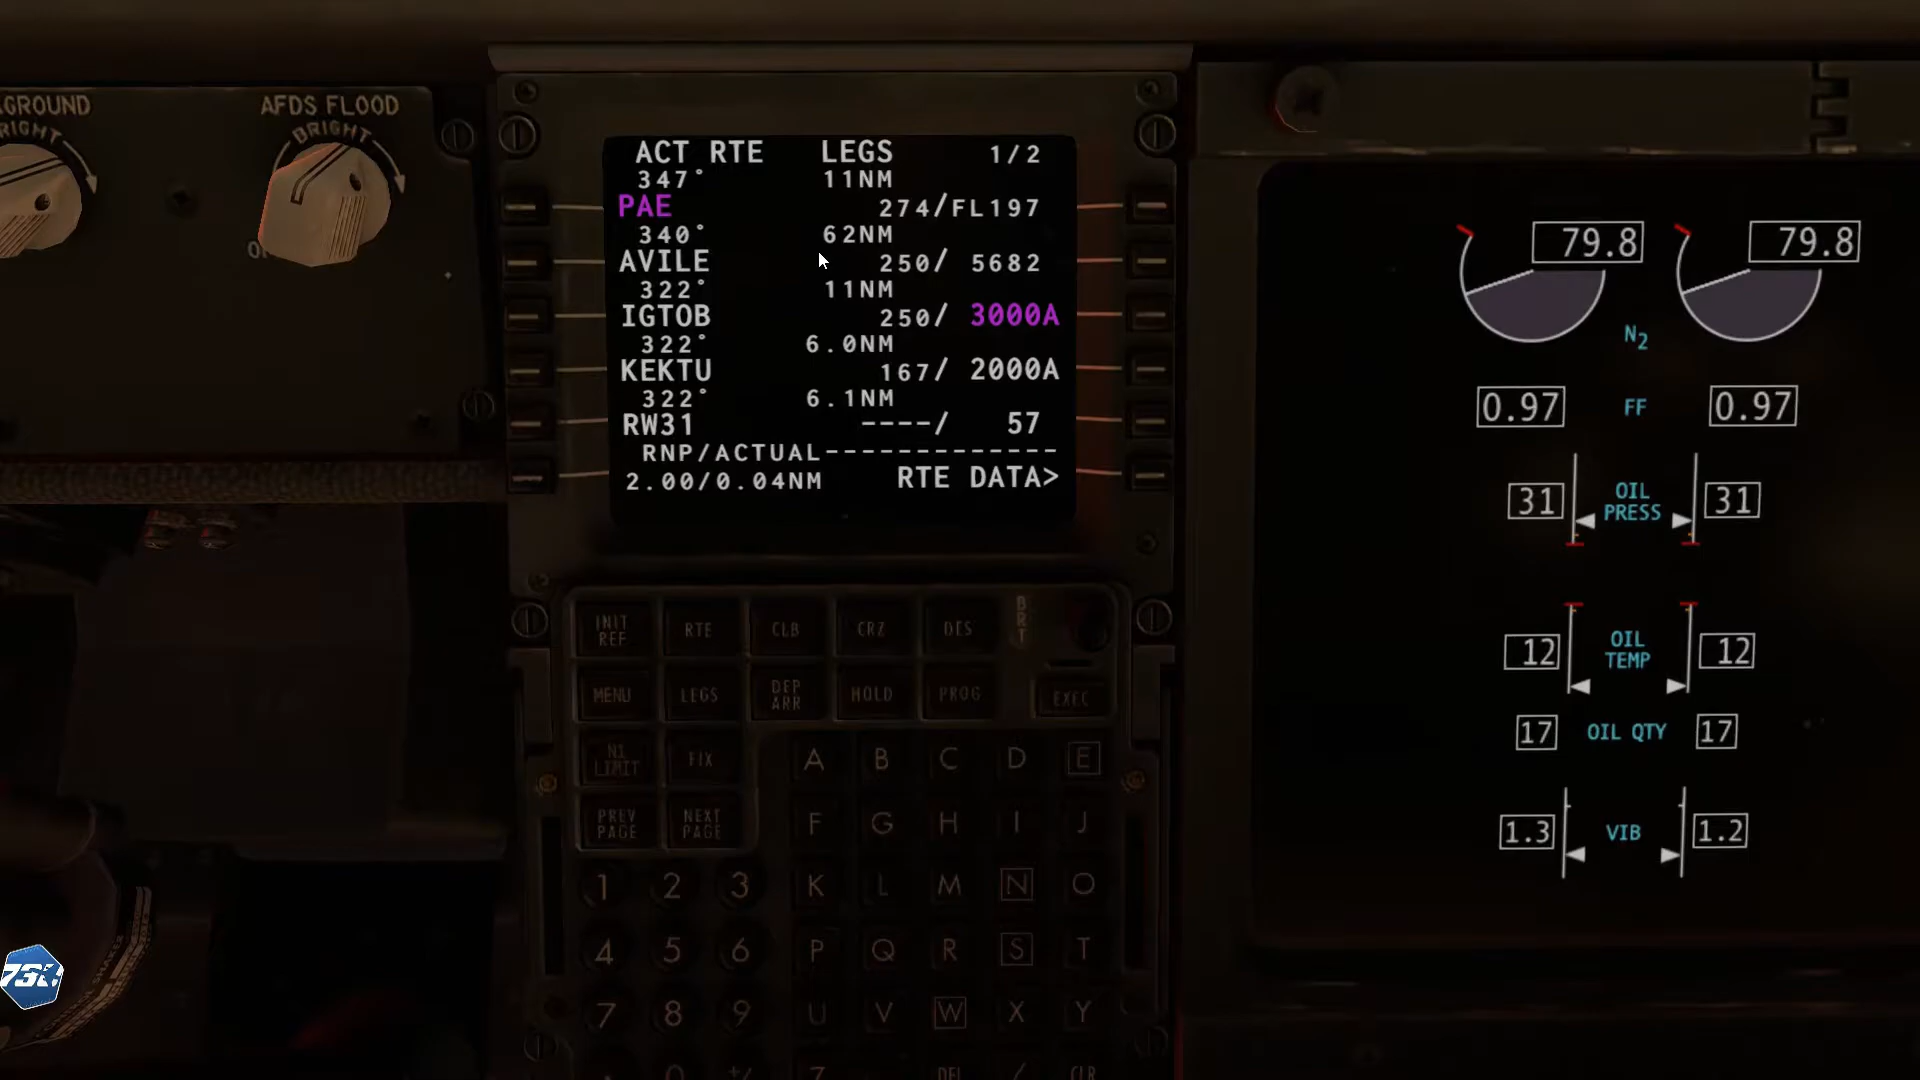 GROUND
BRIGHT
AFDS FLOOD
BRIGHT
ACT RTE LEGS 1/2
347° 11NM
PAE 274/FL197
340° 62NM
AVILE 250/ 5682
322° 11NM
IGTOB 250/ 3000A
322° 6.0NM
KEKTU 167/ 2000A
322° 6.1NM
RW31 ----/ 57
RNP/ACTUAL-------------
2.00/0.04NM RTE DATA>
79.8 79.8
N2
0.97 FF 0.97
31 OIL PRESS 31
12 OIL TEMP 12
17 OIL QTY 17
1.3 VIB 1.2
INIT REF RTE CLB CRZ DES BRT
MENU LEGS DEP ARR HOLD PROG EXEC
N1 LIMIT FIX
PREV PAGE NEXT PAGE
A B C D E
F G H I J
1 2 3 K L M N O
4 5 6 P Q R S T
7 8 9 U V W X Y
0 +/ Z DEL / CLR